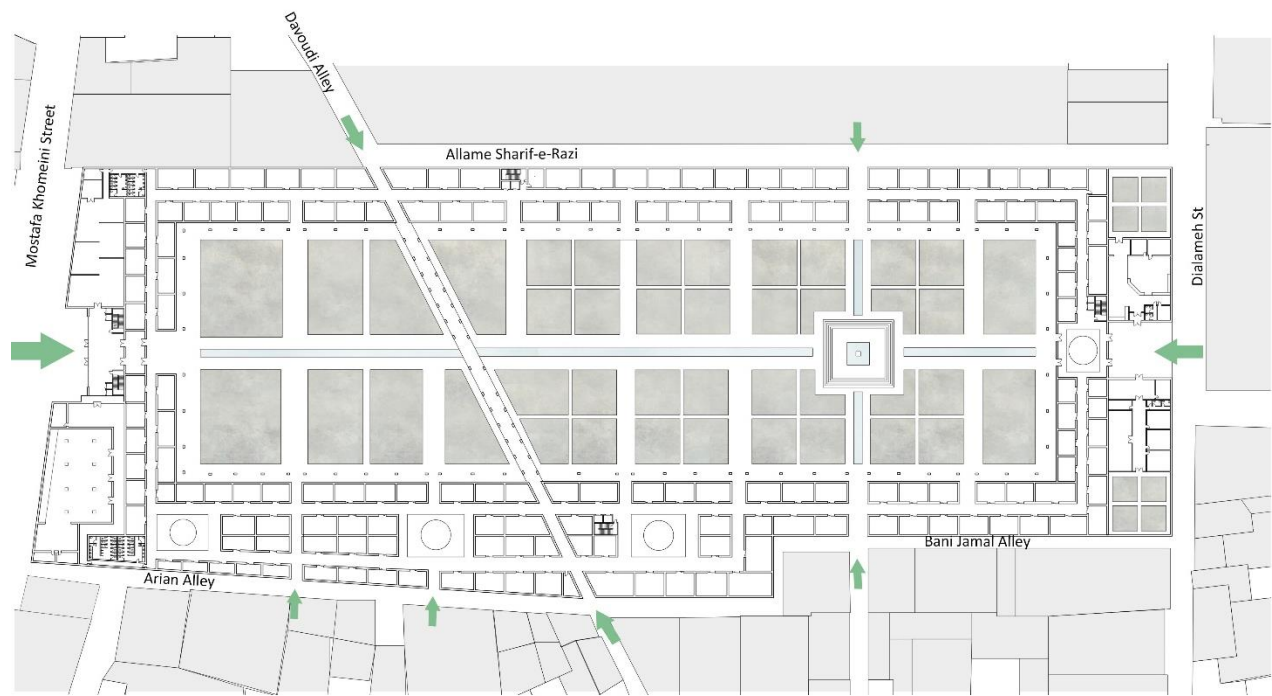 Davoudi Alley
Mostafa Khomeini Street
Allame Sharif-e-Razi
Dialameh St
Bani Jamal Alley
Arian Alley